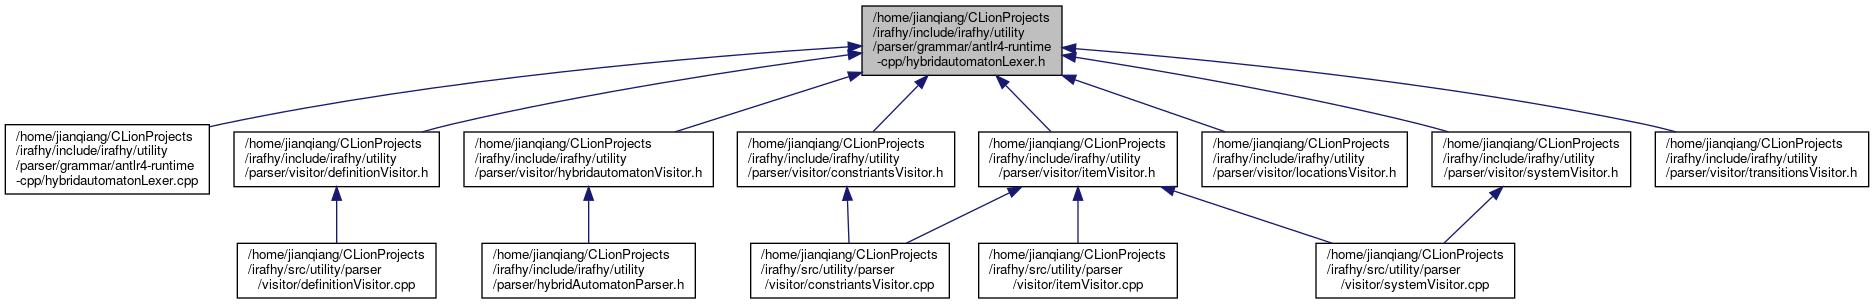 /home/jianqiang/CLionProjects
/irafhy/include/irafhy/utility
/parser/grammar/antlr4-runtime
-cpp/hybridautomatonLexer.h
/home/jianqiang/CLionProjects
/irafhy/include/irafhy/utility
/parser/grammar/antlr4-runtime
-cpp/hybridautomatonLexer.cpp
/home/jianqiang/CLionProjects
/irafhy/include/irafhy/utility
/parser/visitor/definitionVisitor.h
/home/jianqiang/CLionProjects
/irafhy/include/irafhy/utility
/parser/visitor/hybridautomatonVisitor.h
/home/jianqiang/CLionProjects
/irafhy/include/irafhy/utility
/parser/visitor/constriantsVisitor.h
/home/jianqiang/CLionProjects
/irafhy/include/irafhy/utility
/parser/visitor/itemVisitor.h
/home/jianqiang/CLionProjects
/irafhy/include/irafhy/utility
/parser/visitor/locationsVisitor.h
/home/jianqiang/CLionProjects
/irafhy/include/irafhy/utility
/parser/visitor/systemVisitor.h
/home/jianqiang/CLionProjects
/irafhy/include/irafhy/utility
/parser/visitor/transitionsVisitor.h
/home/jianqiang/CLionProjects
/irafhy/src/utility/parser
/visitor/definitionVisitor.cpp
/home/jianqiang/CLionProjects
/irafhy/include/irafhy/utility
/parser/hybridAutomatonParser.h
/home/jianqiang/CLionProjects
/irafhy/src/utility/parser
/visitor/constriantsVisitor.cpp
/home/jianqiang/CLionProjects
/irafhy/src/utility/parser
/visitor/itemVisitor.cpp
/home/jianqiang/CLionProjects
/irafhy/src/utility/parser
/visitor/systemVisitor.cpp